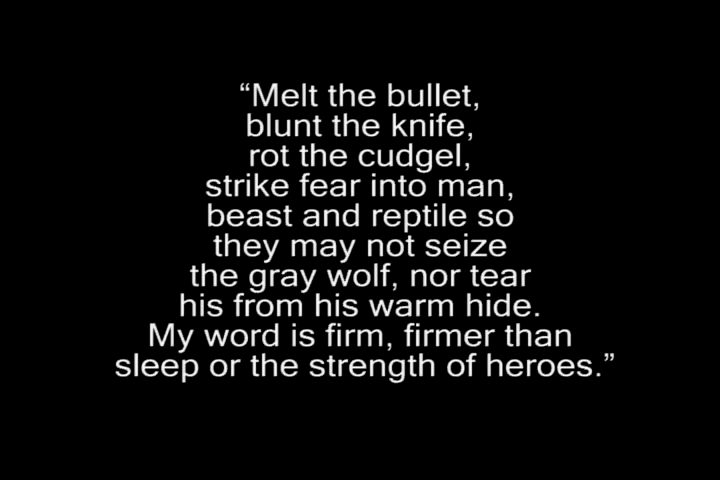 “Melt the bullet,
blunt the knife,
rot the cudgel,
strike fear into man,
beast and reptile so
they may not seize
the gray wolf, nor tear
his from his warm hide.
My word is firm, firmer than
sleep or the strength of heroes.”